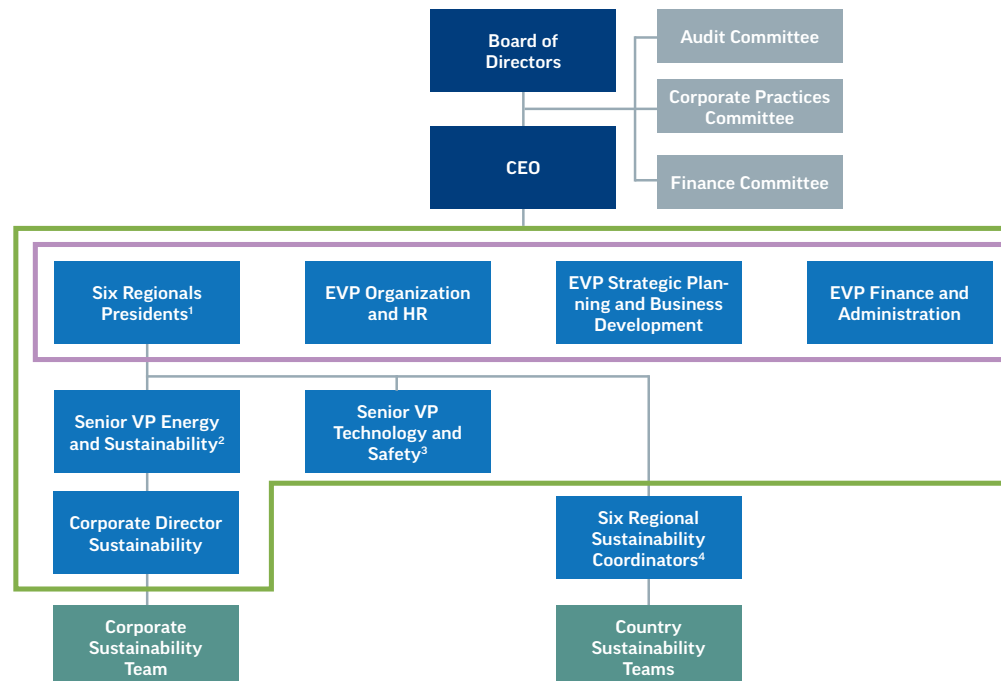 Board of
Directors
Audit Committee
Corporate Practices
Committee
CEO
Finance Committee
Six Regionals
Presidents¹
EVP Organization
and HR
EVP Strategic Plan-
ning and Business
Development
EVP Finance and
Administration
Senior VP Energy
and Sustainability²
Senior VP
Technology and
Safety³
Corporate Director
Sustainability
Six Regional
Sustainability
Coordinators⁴
Corporate
Sustainability
Team
Country
Sustainability
Teams